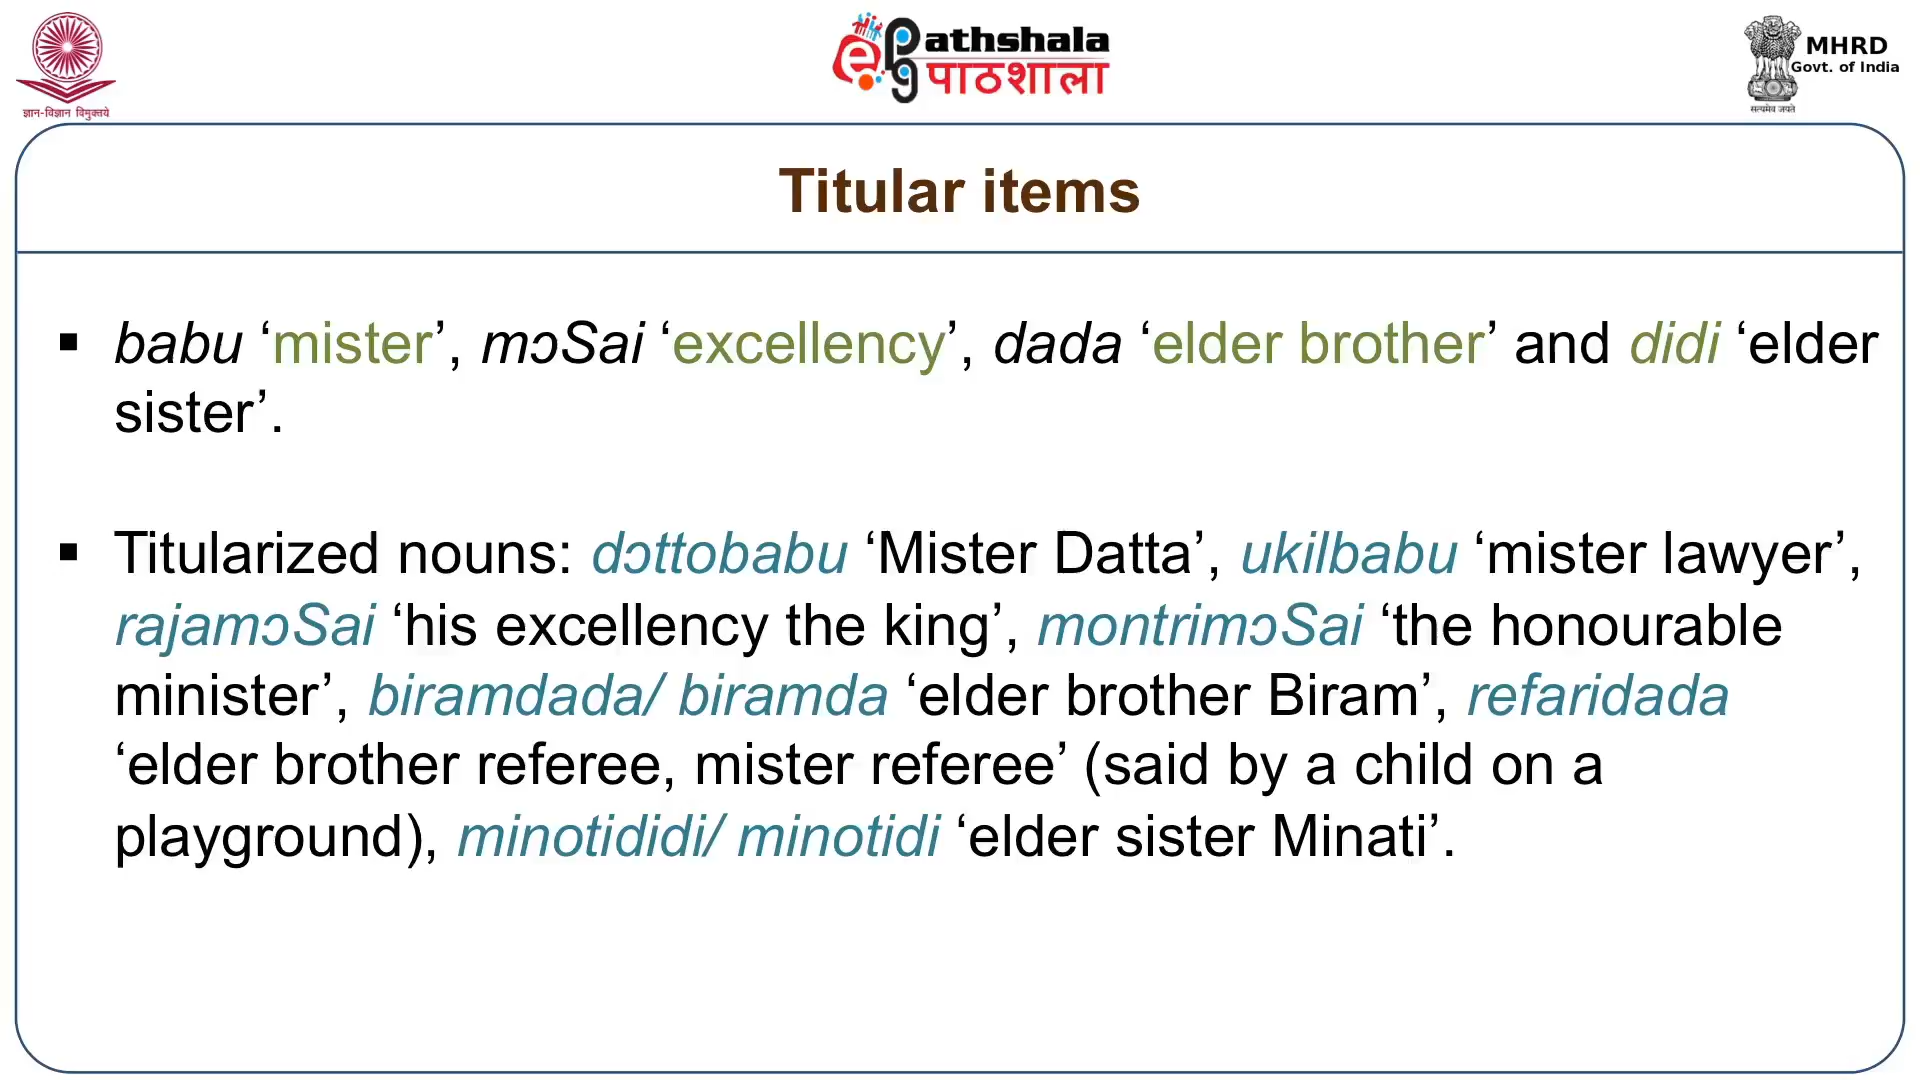 ज्ञान-विज्ञान विमुक्तये
ePathshala
पाठशाला
MHRD
Govt. of India
सत्यमेव जयते
Titular items
▪ babu ‘mister’, mɔSai ‘excellency’, dada ‘elder brother’ and didi ‘elder
sister’.
▪ Titularized nouns: dɔttobabu ‘Mister Datta’, ukilbabu ‘mister lawyer’,
rajamɔSai ‘his excellency the king’, montrimɔSai ‘the honourable
minister’, biramdada/ biramda ‘elder brother Biram’, refaridada
‘elder brother referee, mister referee’ (said by a child on a
playground), minotididi/ minotidi ‘elder sister Minati’.